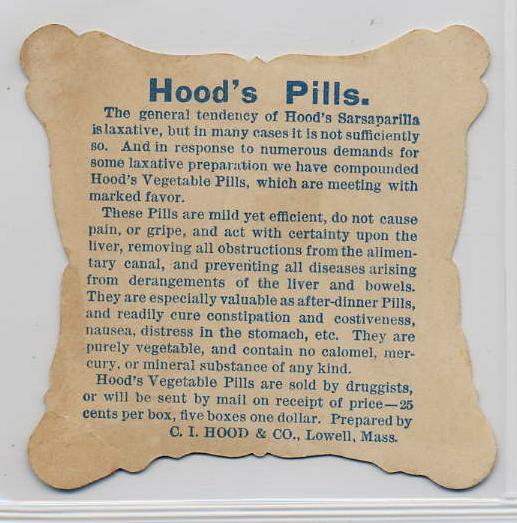 Hood's Pills.
The general tendency of Hood's Sarsaparilla
is laxative, but in many cases it is not sufficiently
so. And in response to numerous demands for
some laxative preparation we have compounded
Hood's Vegetable Pills, which are meeting with
marked favor.
These Pills are mild yet efficient, do not cause
pain, or gripe, and act with certainty upon the
liver, removing all obstructions from the alimen-
tary canal, and preventing all diseases arising
from derangements of the liver and bowels.
They are especially valuable as after-dinner Pills,
and readily cure constipation and costiveness,
nausea, distress in the stomach, etc. They are
purely vegetable, and contain no calomel, mer-
cury, or mineral substance of any kind.
Hood's Vegetable Pills are sold by druggists,
or will be sent by mail on receipt of price—25
cents per box, five boxes one dollar. Prepared by
C. I. HOOD & CO., Lowell, Mass.